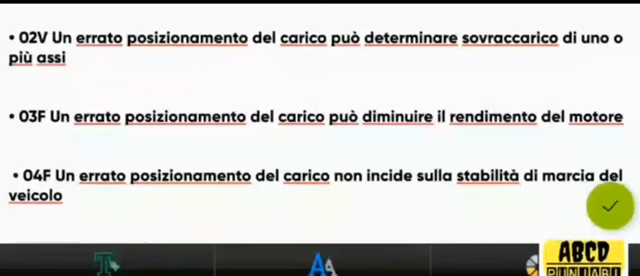 • 02V Un errato posizionamento del carico può determinare sovraccarico di uno o
più assi
• 03F Un errato posizionamento del carico può diminuire il rendimento del motore
• 04F Un errato posizionamento del carico non incide sulla stabilità di marcia del
veicolo
ABCD
PUNJABI